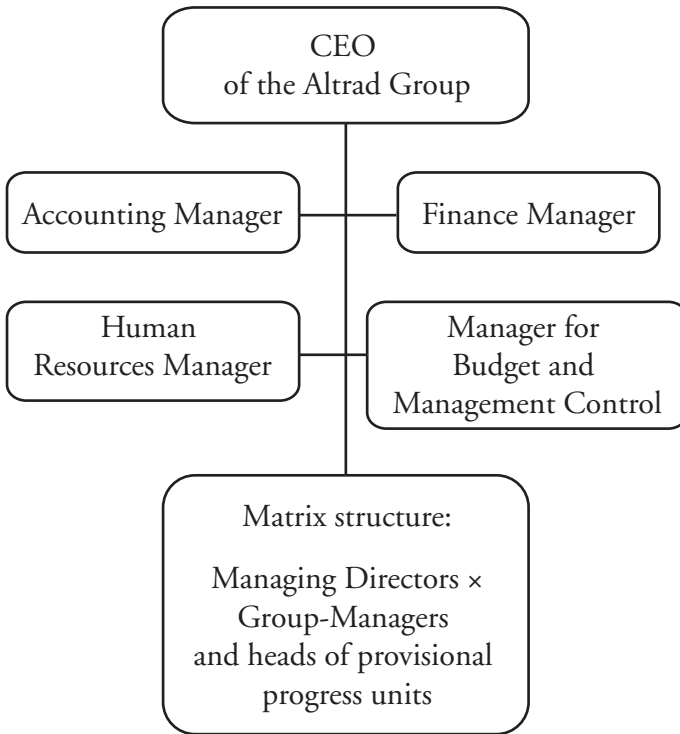 CEO
of the Altrad Group
Accounting Manager
Finance Manager
Human
Resources Manager
Manager for
Budget and
Management Control
Matrix structure:
Managing Directors ×
Group-Managers
and heads of provisional
progress units